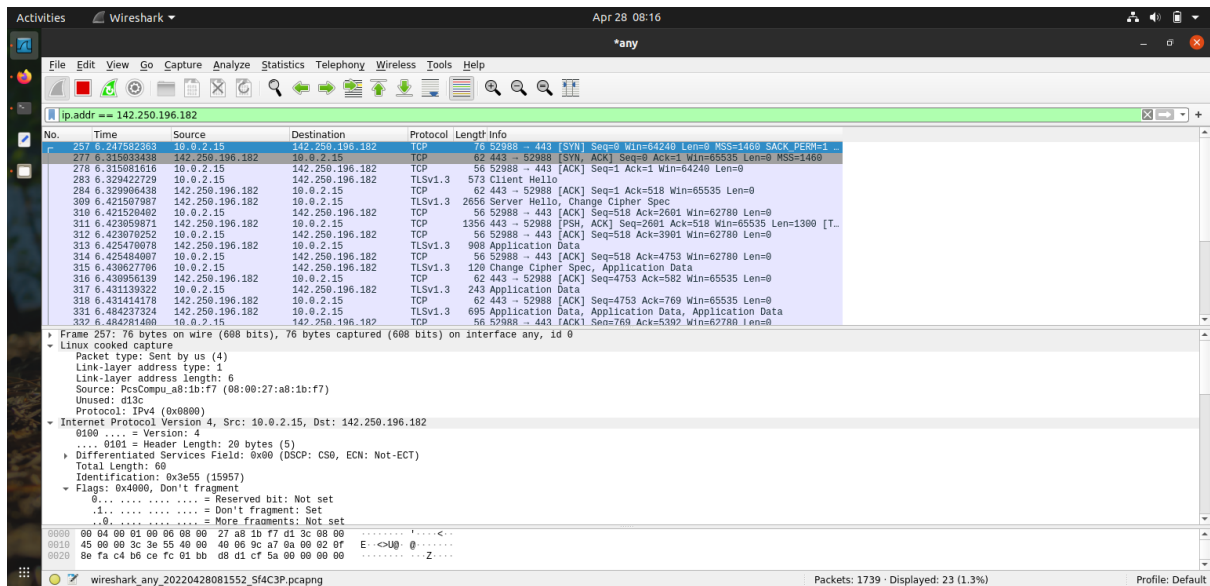 Activities Wireshark Apr 28 08:16
*any
File Edit View Go Capture Analyze Statistics Telephony Wireless Tools Help
ip.addr == 142.250.196.182
No. Time Source Destination Protocol Length Info
257 6.247582363 10.0.2.15 142.250.196.182 TCP 76 52988 → 443 [SYN] Seq=0 Win=64240 Len=0 MSS=1460 SACK_PERM=1 …
277 6.315033438 142.250.196.182 10.0.2.15 TCP 62 443 → 52988 [SYN, ACK] Seq=0 Ack=1 Win=65535 Len=0 MSS=1460
278 6.315081616 10.0.2.15 142.250.196.182 TCP 56 52988 → 443 [ACK] Seq=1 Ack=1 Win=64240 Len=0
283 6.329422729 10.0.2.15 142.250.196.182 TLSv1.3 573 Client Hello
284 6.329906438 142.250.196.182 10.0.2.15 TCP 62 443 → 52988 [ACK] Seq=1 Ack=518 Win=65535 Len=0
309 6.421507987 142.250.196.182 10.0.2.15 TLSv1.3 2656 Server Hello, Change Cipher Spec
310 6.421520402 10.0.2.15 142.250.196.182 TCP 56 52988 → 443 [ACK] Seq=518 Ack=2601 Win=62780 Len=0
311 6.423059871 142.250.196.182 10.0.2.15 TCP 1356 443 → 52988 [PSH, ACK] Seq=2601 Ack=518 Win=65535 Len=1300 [T…
312 6.423070252 10.0.2.15 142.250.196.182 TCP 56 52988 → 443 [ACK] Seq=518 Ack=3901 Win=62780 Len=0
313 6.425470078 142.250.196.182 10.0.2.15 TLSv1.3 908 Application Data
314 6.425484007 10.0.2.15 142.250.196.182 TCP 56 52988 → 443 [ACK] Seq=518 Ack=4753 Win=62780 Len=0
315 6.430627706 10.0.2.15 142.250.196.182 TLSv1.3 120 Change Cipher Spec, Application Data
316 6.430956139 142.250.196.182 10.0.2.15 TCP 62 443 → 52988 [ACK] Seq=4753 Ack=582 Win=65535 Len=0
317 6.431139322 10.0.2.15 142.250.196.182 TLSv1.3 243 Application Data
318 6.431414178 142.250.196.182 10.0.2.15 TCP 62 443 → 52988 [ACK] Seq=4753 Ack=769 Win=65535 Len=0
331 6.484237324 142.250.196.182 10.0.2.15 TLSv1.3 695 Application Data, Application Data, Application Data
332 6.484281400 10.0.2.15 142.250.196.182 TCP 56 52988 → 443 [ACK] Seq=769 Ack=5392 Win=62780 Len=0
Frame 257: 76 bytes on wire (608 bits), 76 bytes captured (608 bits) on interface any, id 0
Linux cooked capture
Packet type: Sent by us (4)
Link-layer address type: 1
Link-layer address length: 6
Source: PcsCompu_a8:1b:f7 (08:00:27:a8:1b:f7)
Unused: d13c
Protocol: IPv4 (0x0800)
Internet Protocol Version 4, Src: 10.0.2.15, Dst: 142.250.196.182
0100 .... = Version: 4
.... 0101 = Header Length: 20 bytes (5)
Differentiated Services Field: 0x00 (DSCP: CS0, ECN: Not-ECT)
Total Length: 60
Identification: 0x3e55 (15957)
Flags: 0x4000, Don't fragment
0... .... .... .... = Reserved bit: Not set
.1.. .... .... .... = Don't fragment: Set
..0. .... .... .... = More fragments: Not set
0000 00 04 00 01 00 06 08 00 27 a8 1b f7 d1 3c 08 00 ········ '····<··
0010 45 00 00 3c 3e 55 40 00 40 06 9c a7 0a 00 02 0f E··<>U@· @·······
0020 8e fa c4 b6 ce fc 01 bb d8 d1 cf 5a 00 00 00 00 ········ ···Z····
wireshark_any_20220428081552_Sf4C3P.pcapng Packets: 1739 · Displayed: 23 (1.3%) Profile: Default